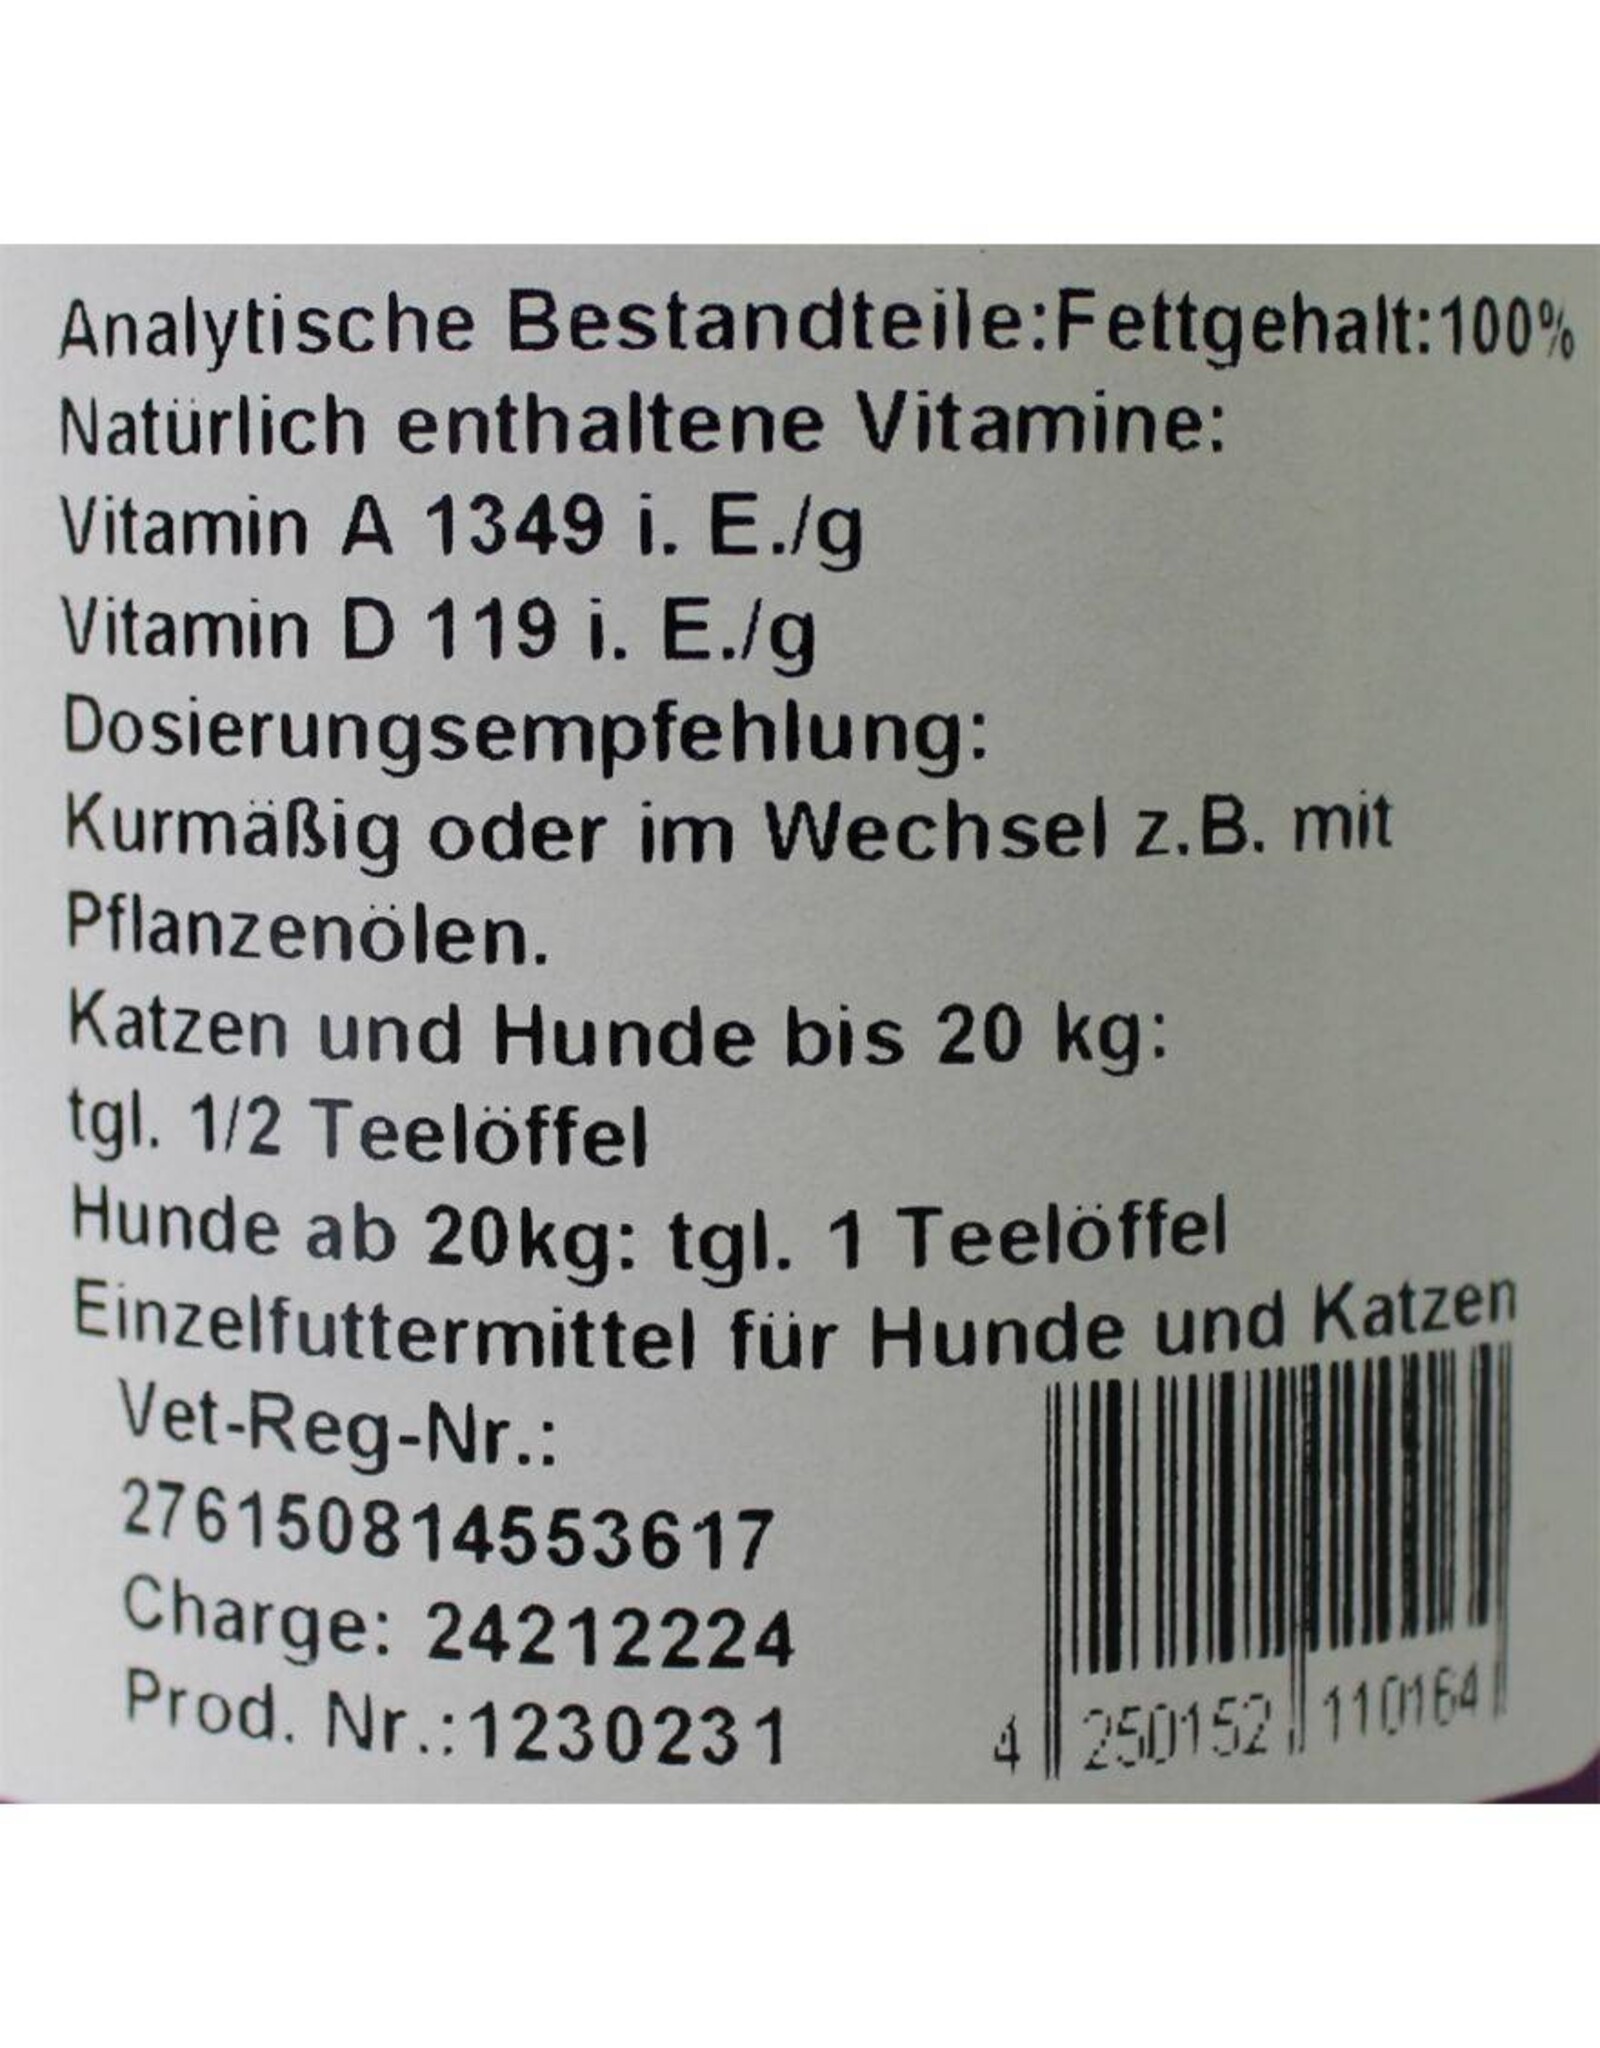 Analytische Bestandteile:Fettgehalt:100%
Natürlich enthaltene Vitamine:
Vitamin A 1349 i. E./g
Vitamin D 119 i. E./g
Dosierungsempfehlung:
Kurmäßig oder im Wechsel z.B. mit
Pflanzenölen.
Katzen und Hunde bis 20 kg:
tgl. 1/2 Teelöffel
Hunde ab 20kg: tgl. 1 Teelöffel
Einzelfuttermittel für Hunde und Katzen
Vet-Reg-Nr.:
276150814553617
Charge: 24212224
Prod. Nr.:1230231
4 250152 110164